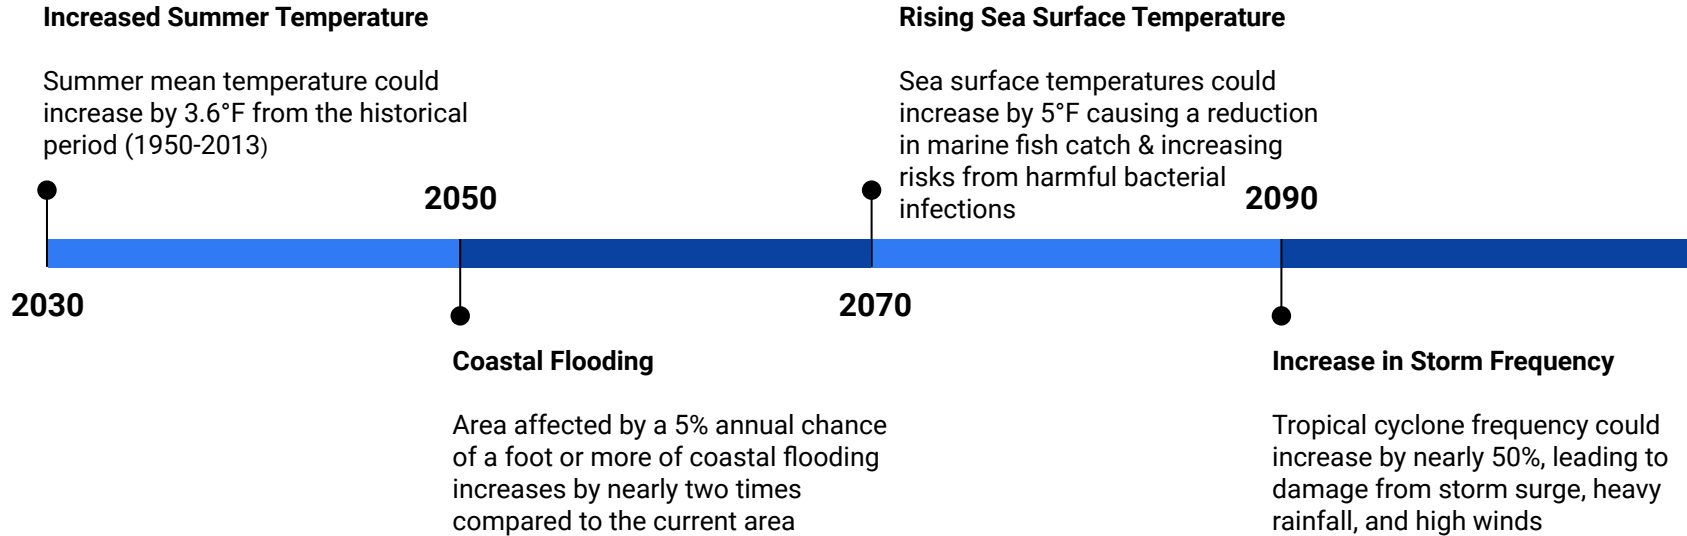 Increased Summer Temperature
Summer mean temperature could
increase by 3.6°F from the historical
period (1950-2013)
2030
2050
Coastal Flooding
Area affected by a 5% annual chance
of a foot or more of coastal flooding
increases by nearly two times
compared to the current area
Rising Sea Surface Temperature
Sea surface temperatures could
increase by 5°F causing a reduction
in marine fish catch & increasing
risks from harmful bacterial
infections
2070
2090
Increase in Storm Frequency
Tropical cyclone frequency could
increase by nearly 50%, leading to
damage from storm surge, heavy
rainfall, and high winds